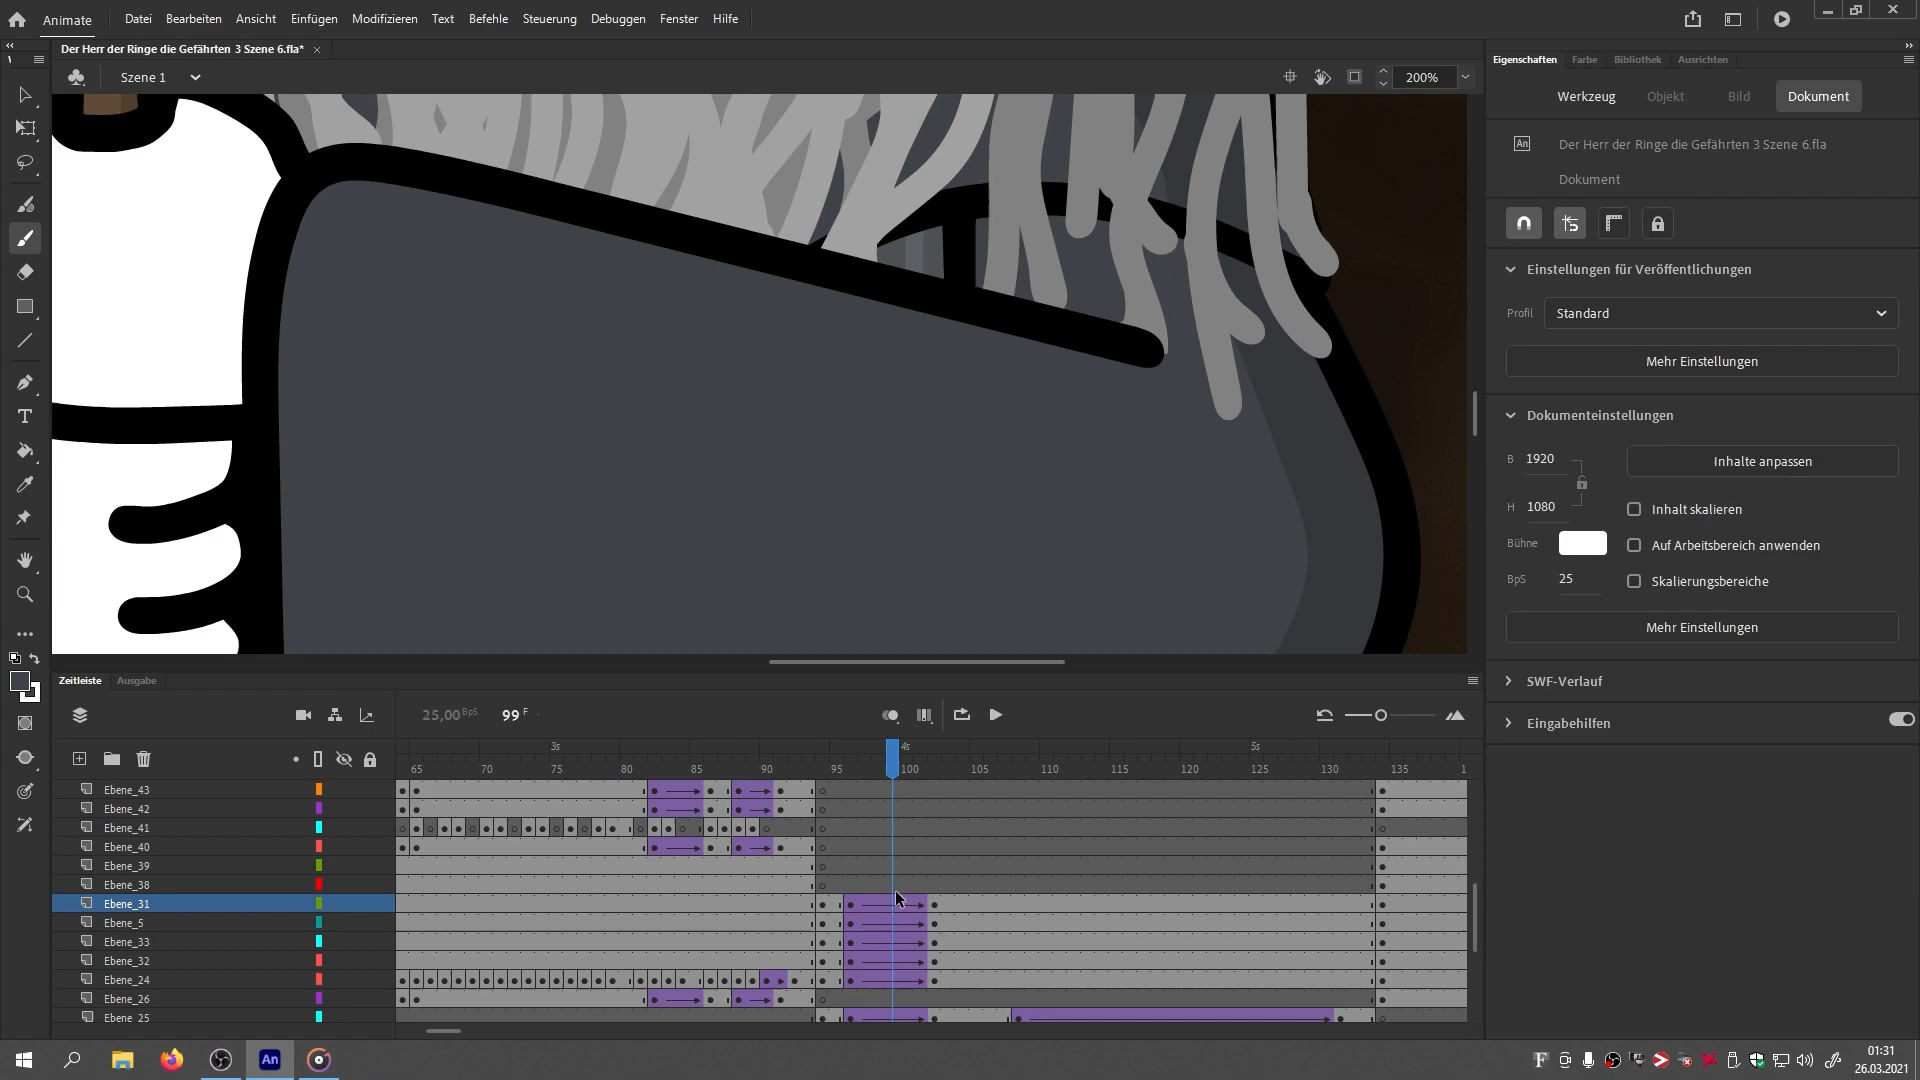 Animate
Datei Bearbeiten Ansicht Einfügen Modifizieren Text Befehle Steuerung Debuggen Fenster Hilfe
Der Herr der Ringe die Gefährten 3 Szene 6.fla*
Szene 1
200%
Eigenschaften Farbe Bibliothek Ausrichten
Werkzeug Objekt Bild Dokument
An Der Herr der Ringe die Gefährten 3 Szene 6.fla
Dokument
Einstellungen für Veröffentlichungen
Profil Standard
Mehr Einstellungen
Dokumenteinstellungen
B 1920 Inhalte anpassen
H 1080 Inhalt skalieren
Bühne Auf Arbeitsbereich anwenden
BpS 25 Skalierungsbereiche
Mehr Einstellungen
SWF-Verlauf
Eingabehilfen
Zeitleiste Ausgabe
25,00 BpS 99 F
3s 4s 5s
65 70 75 80 85 90 95 100 105 110 115 120 125 130 135 1
Ebene_43
Ebene_42
Ebene_41
Ebene_40
Ebene_39
Ebene_38
Ebene_31
Ebene_5
Ebene_33
Ebene_32
Ebene_24
Ebene_26
Ebene_25
An
01:31
26.03.2021